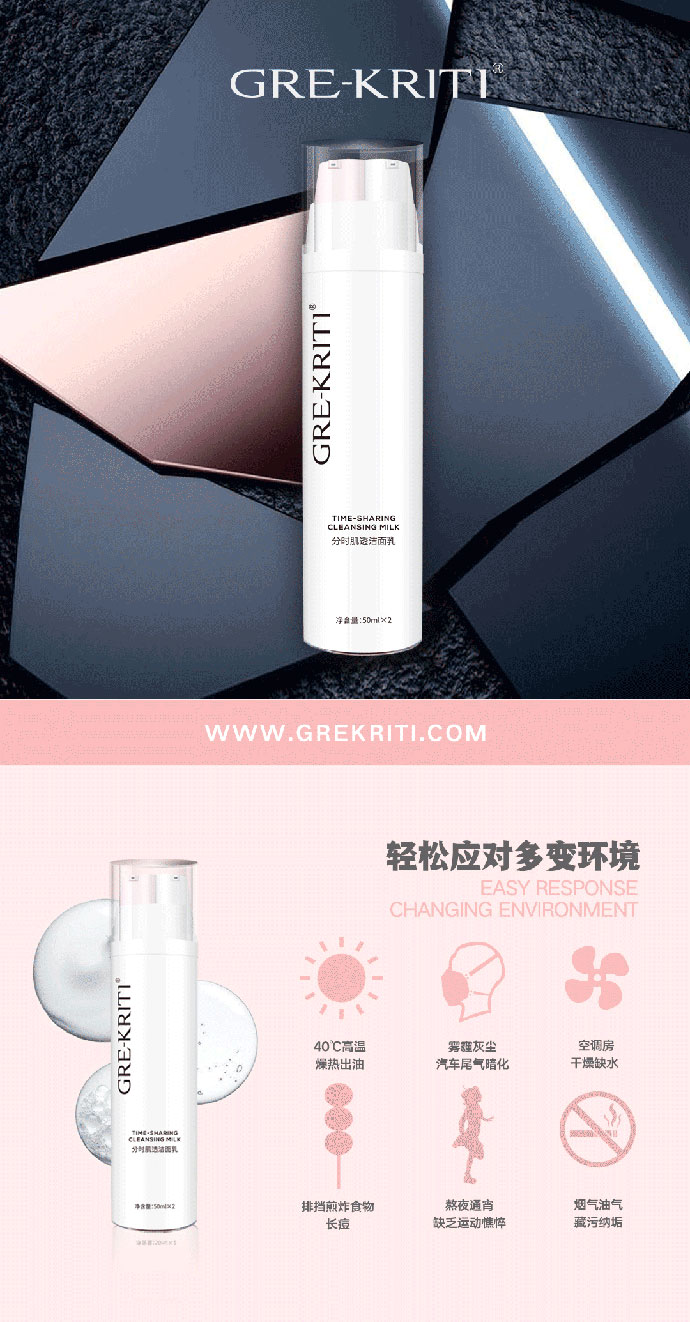 GRE-KRITI®
GRE-KRITI®
TIME-SHARING
CLEANSING MILK
分时肌透洁面乳
净含量:50ml×2
WWW.GREKRITI.COM
轻松应对多变环境
EASY RESPONSE
CHANGING ENVIRONMENT
GRE-KRITI®
TIME-SHARING
CLEANSING MILK
分时肌透洁面乳
净含量:50ml×2
40℃高温
燥热出油
雾霾灰尘
汽车尾气暗化
空调房
干燥缺水
排挡煎炸食物
长痘
熬夜通宵
缺乏运动憔悴
烟气油气
藏污纳垢